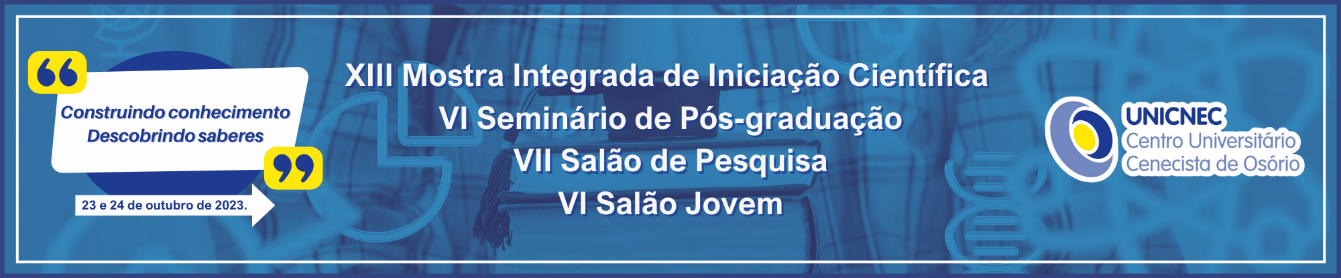 Construindo conhecimento
Descobrindo saberes
23 e 24 de outubro de 2023.
XIII Mostra Integrada de Iniciação Científica
VI Seminário de Pós-graduação
VII Salão de Pesquisa
VI Salão Jovem
UNICNEC
Centro Universitário
Cenecista de Osório